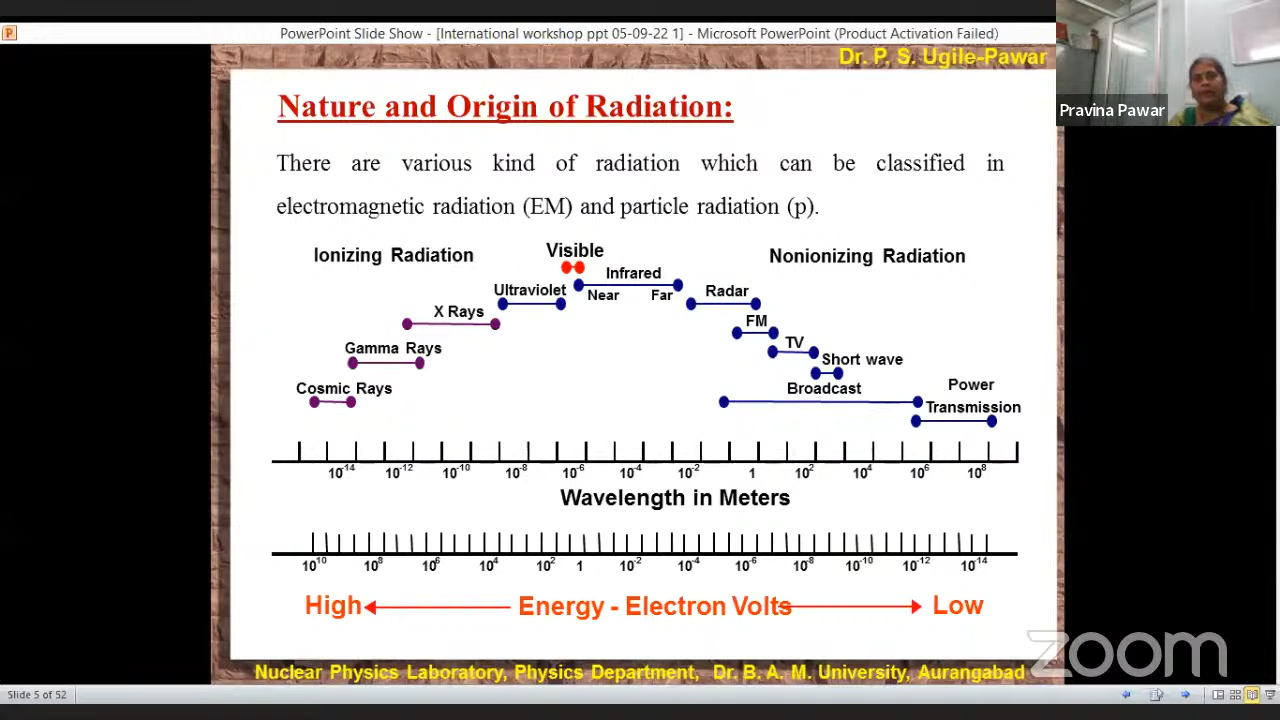 PowerPoint Slide Show - [International workshop ppt 05-09-22 1] - Microsoft PowerPoint (Product Activation Failed)
Dr. P. S. Ugile-Pawar
Pravina Pawar
Nature and Origin of Radiation:
There are various kind of radiation which can be classified in
electromagnetic radiation (EM) and particle radiation (p).
Ionizing Radiation
Visible
Nonionizing Radiation
Infrared
Near Far
Ultraviolet
Radar
X Rays
FM
TV
Gamma Rays
Short wave
Cosmic Rays
Broadcast
Power
Transmission
10⁻¹⁴ 10⁻¹² 10⁻¹⁰ 10⁻⁸ 10⁻⁶ 10⁻⁴ 10⁻² 1 10² 10⁴ 10⁶ 10⁸
Wavelength in Meters
10¹⁰ 10⁸ 10⁶ 10⁴ 10² 1 10⁻² 10⁻⁴ 10⁻⁶ 10⁻⁸ 10⁻¹⁰ 10⁻¹² 10⁻¹⁴
High Energy - Electron Volts Low
zoom
Nuclear Physics Laboratory, Physics Department, Dr. B. A. M. University, Aurangabad
Slide 5 of 52